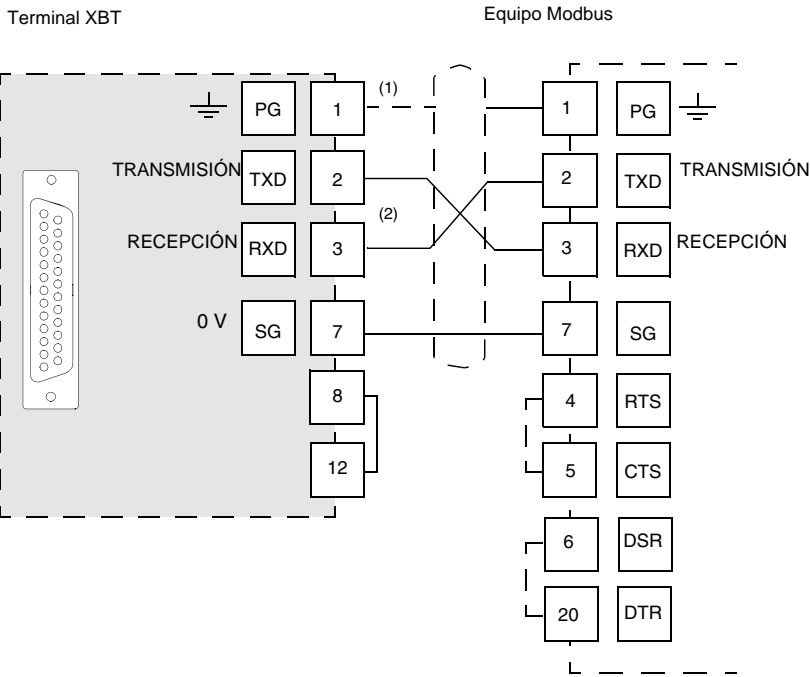 Terminal XBT
Equipo Modbus
PG 1 (1) 1 PG
TRANSMISIÓN TXD 2 2 TXD TRANSMISIÓN
(2)
RECEPCIÓN RXD 3 3 RXD RECEPCIÓN
0 V SG 7 7 SG
8 4 RTS
12 5 CTS
6 DSR
20 DTR